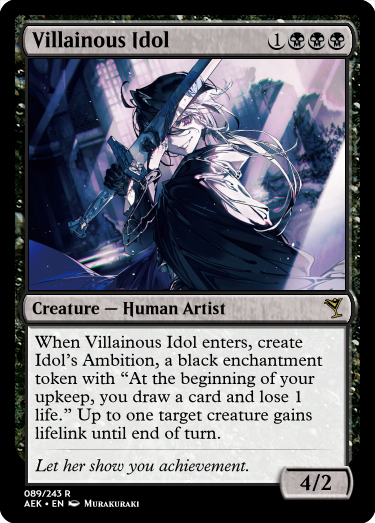 Villainous Idol 1
Creature — Human Artist
When Villainous Idol enters, create
Idol's Ambition, a black enchantment
token with “At the beginning of your
upkeep, you draw a card and lose 1
life.” Up to one target creature gains
lifelink until end of turn.
Let her show you achievement.
4/2
089/243 R
AEK • EN Murakuraki